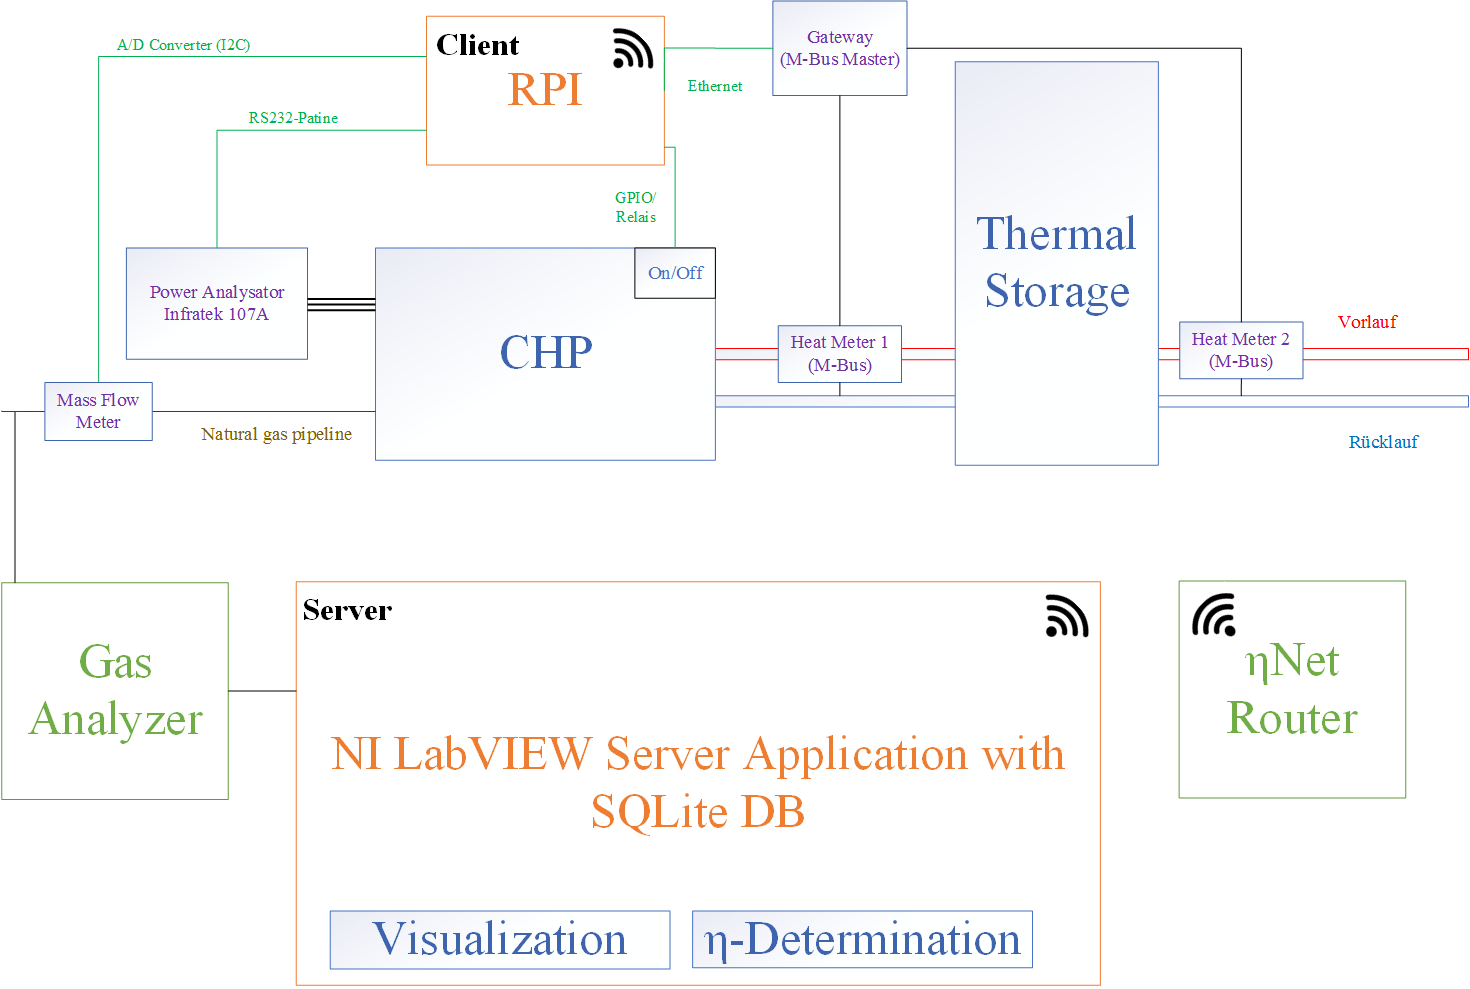 A/D Converter (I2C)
Client
RPI
Gateway
(M-Bus Master)
Ethernet
RS232-Patine
GPIO/
Relais
Thermal
Storage
On/Off
Power Analysator
Infratek 107A
CHP
Heat Meter 1
(M-Bus)
Heat Meter 2
(M-Bus)
Vorlauf
Mass Flow
Meter
Natural gas pipeline
Rücklauf
Gas
Analyzer
Server
NI LabVIEW Server Application with
SQLite DB
Visualization
η-Determination
ηNet
Router